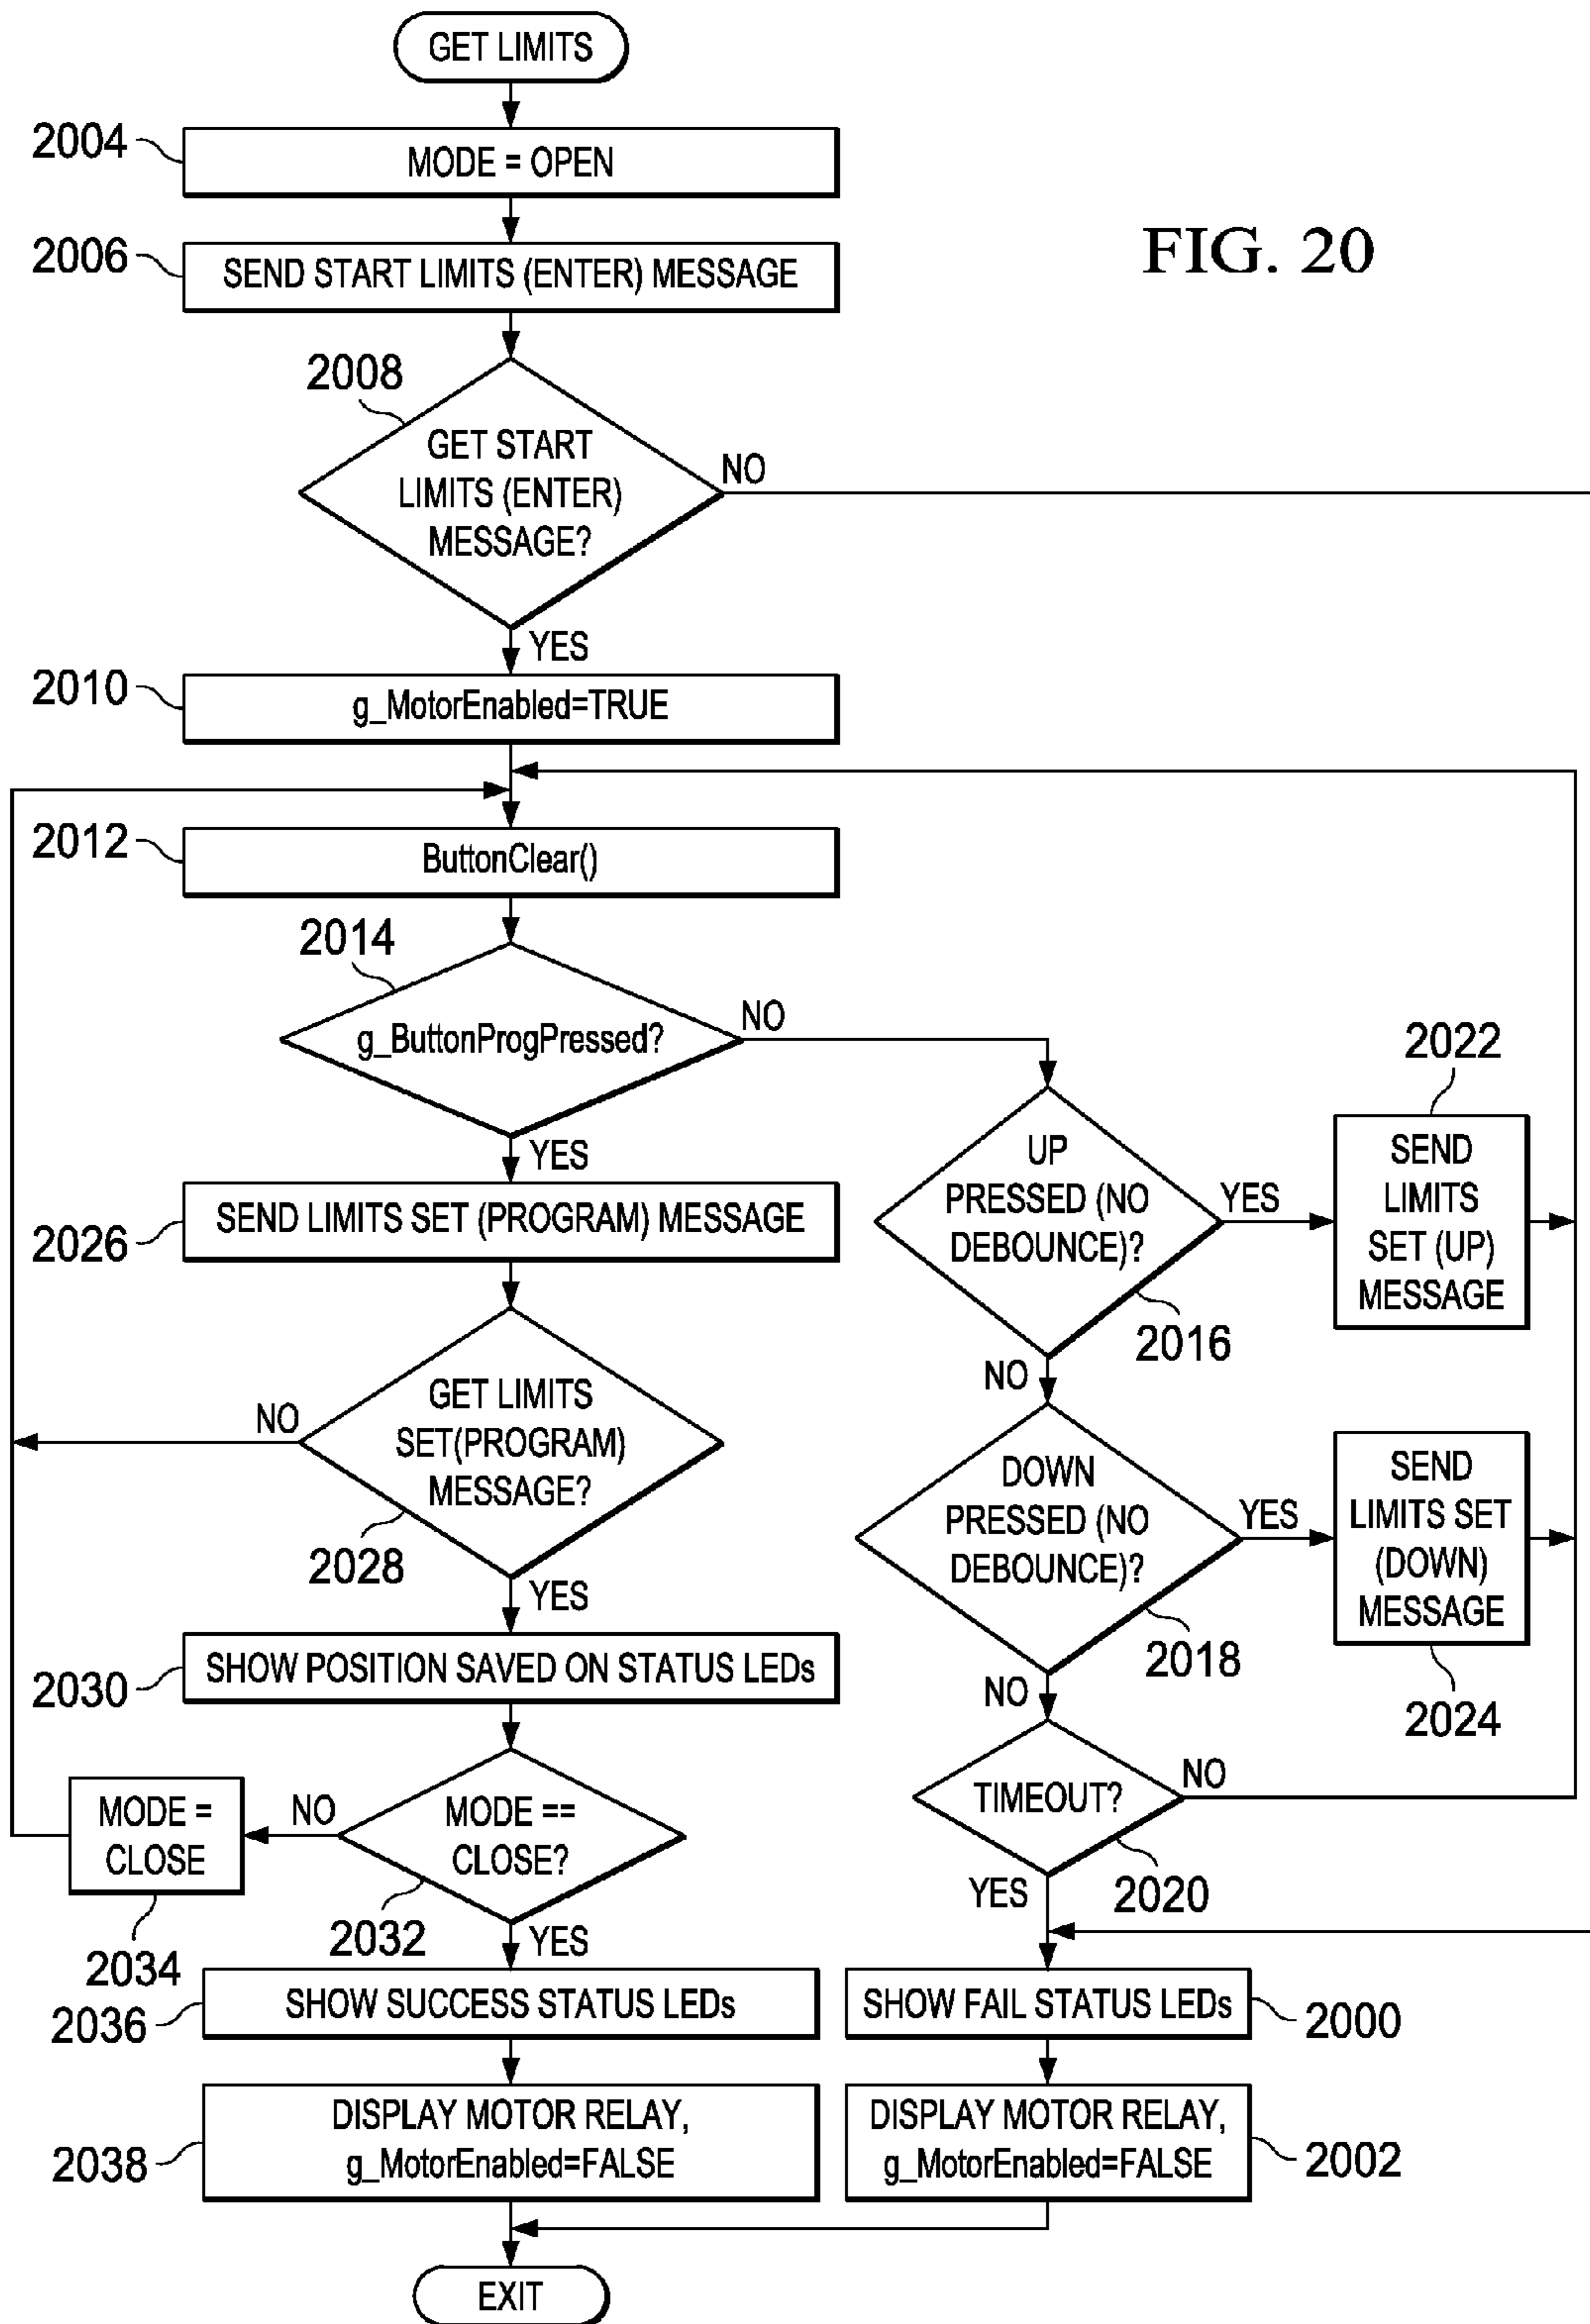 GET LIMITS
2004
MODE = OPEN
2006
SEND START LIMITS (ENTER) MESSAGE
FIG. 20
2008
GET START
LIMITS (ENTER)
MESSAGE?
NO
YES
2010
g_MotorEnabled=TRUE
2012
ButtonClear()
2014
g_ButtonProgPressed?
NO
YES
2026
SEND LIMITS SET (PROGRAM) MESSAGE
UP
PRESSED (NO
DEBOUNCE)?
2016
YES
NO
2022
SEND
LIMITS
SET (UP)
MESSAGE
GET LIMITS
SET(PROGRAM)
MESSAGE?
2028
NO
YES
DOWN
PRESSED (NO
DEBOUNCE)?
2018
YES
NO
SEND
LIMITS SET
(DOWN)
MESSAGE
2024
2030
SHOW POSITION SAVED ON STATUS LEDs
MODE ==
CLOSE?
2032
NO
YES
MODE =
CLOSE
2034
TIMEOUT?
2020
NO
YES
2036
SHOW SUCCESS STATUS LEDs
SHOW FAIL STATUS LEDs
2000
2038
DISPLAY MOTOR RELAY,
g_MotorEnabled=FALSE
DISPLAY MOTOR RELAY,
g_MotorEnabled=FALSE
2002
EXIT